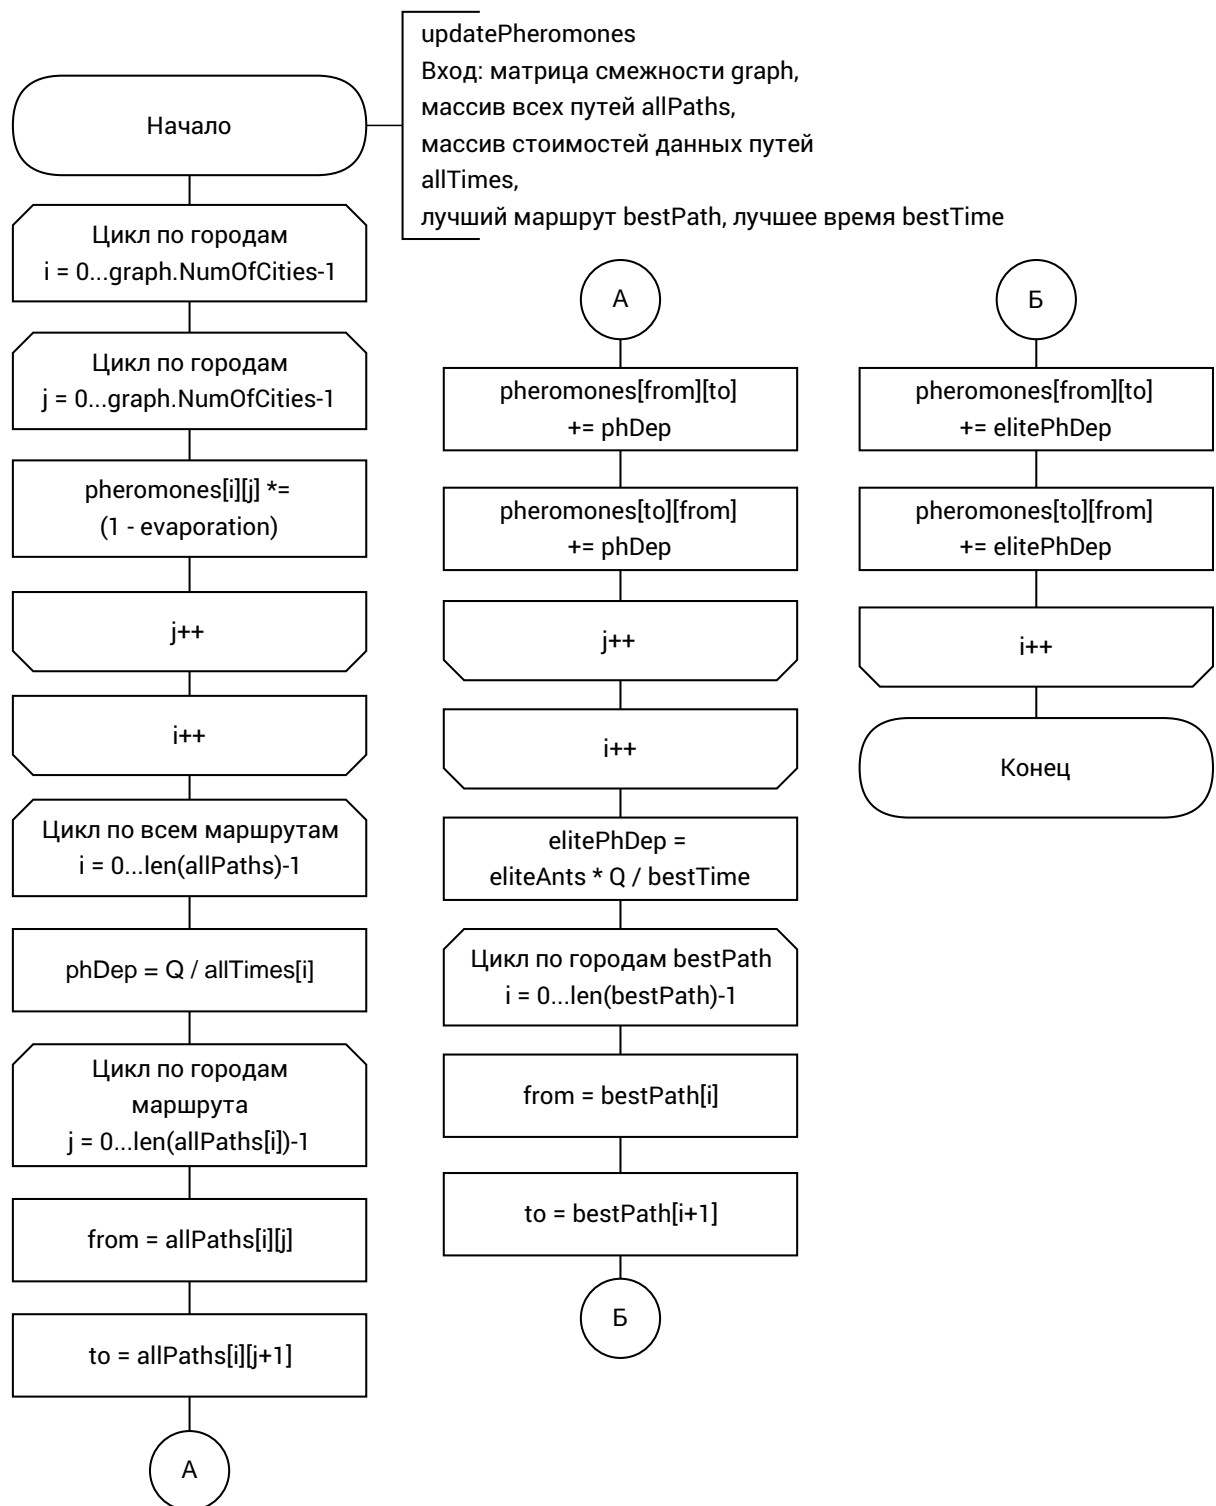 updatePheromones
Вход: матрица смежности graph,
массив всех путей allPaths,
массив стоимостей данных путей
allTimes,
лучший маршрут bestPath, лучшее время bestTime
Начало
Цикл по городам
i = 0...graph.NumOfCities-1
Цикл по городам
j = 0...graph.NumOfCities-1
pheromones[i][j] *=
(1 - evaporation)
j++
i++
Цикл по всем маршрутам
i = 0...len(allPaths)-1
phDep = Q / allTimes[i]
Цикл по городам
маршрута
j = 0...len(allPaths[i])-1
from = allPaths[i][j]
to = allPaths[i][j+1]
А
А
pheromones[from][to]
+= phDep
pheromones[to][from]
+= phDep
j++
i++
elitePhDep =
eliteAnts * Q / bestTime
Цикл по городам bestPath
i = 0...len(bestPath)-1
from = bestPath[i]
to = bestPath[i+1]
Б
Б
pheromones[from][to]
+= elitePhDep
pheromones[to][from]
+= elitePhDep
i++
Конец